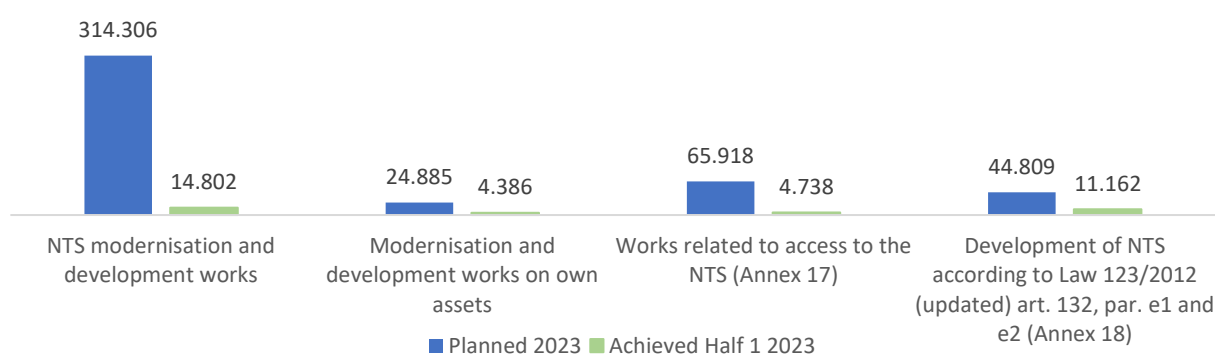 314.306
14.802
24.885
4.386
65.918
4.738
44.809
11.162
NTS modernisation and
development works
Modernisation and
development works on own
assets
Works related to access to the
NTS (Annex 17)
Development of NTS
according to Law 123/2012
(updated) art. 132, par. e1 and
e2 (Annex 18)
Planned 2023 Achieved Half 1 2023